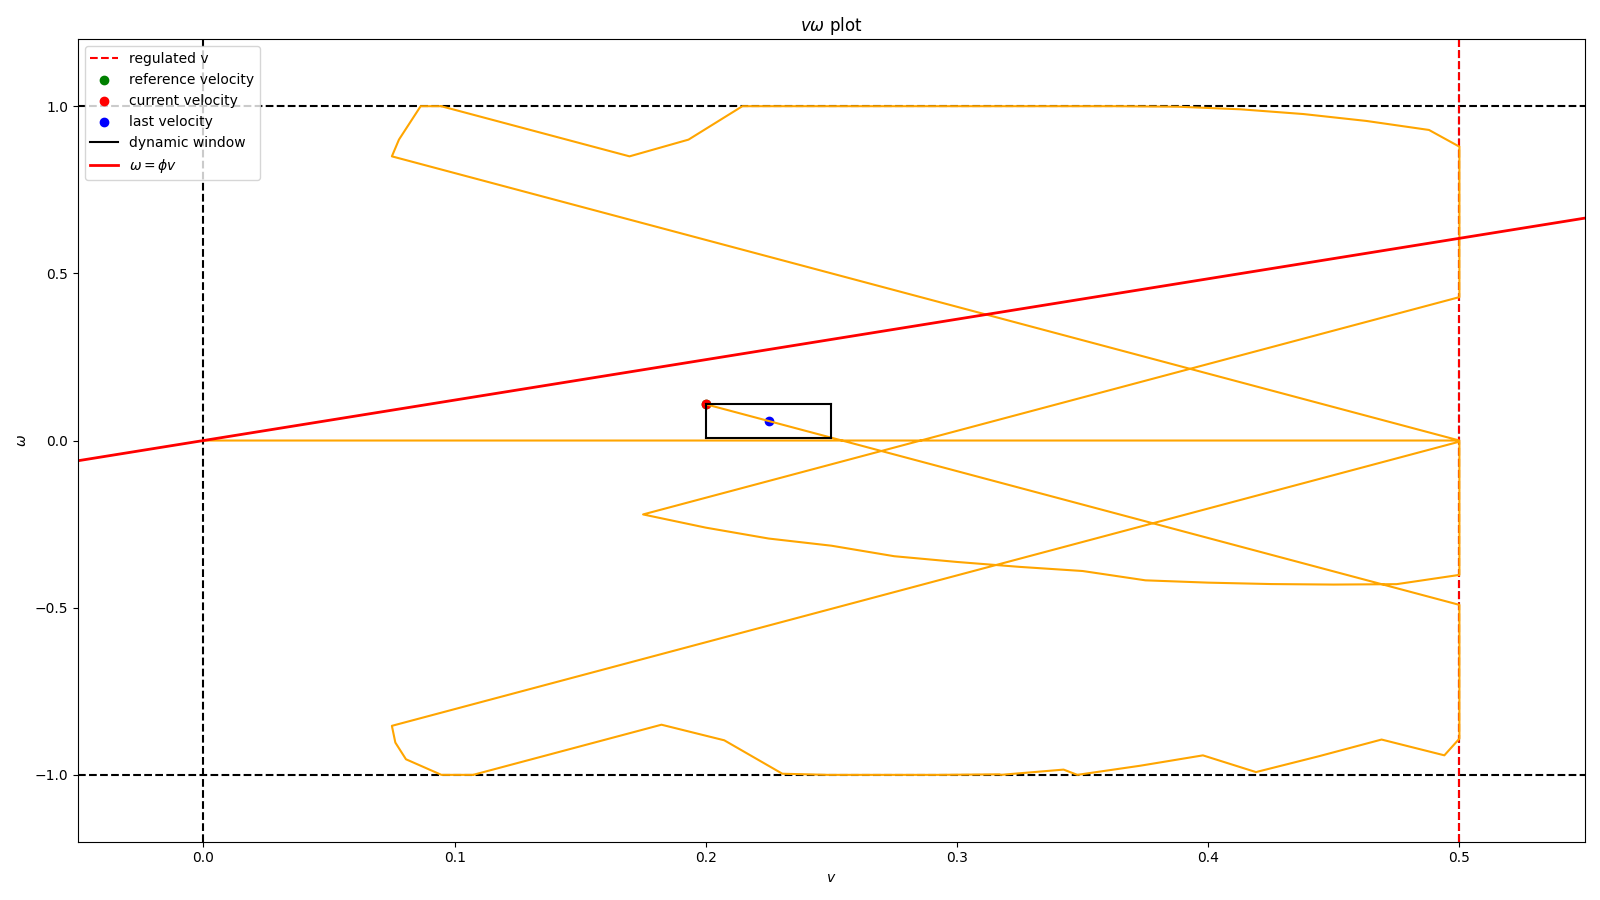 vω plot
regulated v
reference velocity
current velocity
last velocity
dynamic window
ω = ϕv
1.0
0.5
0.0
−0.5
−1.0
ω
0.0 0.1 0.2 0.3 0.4 0.5
v